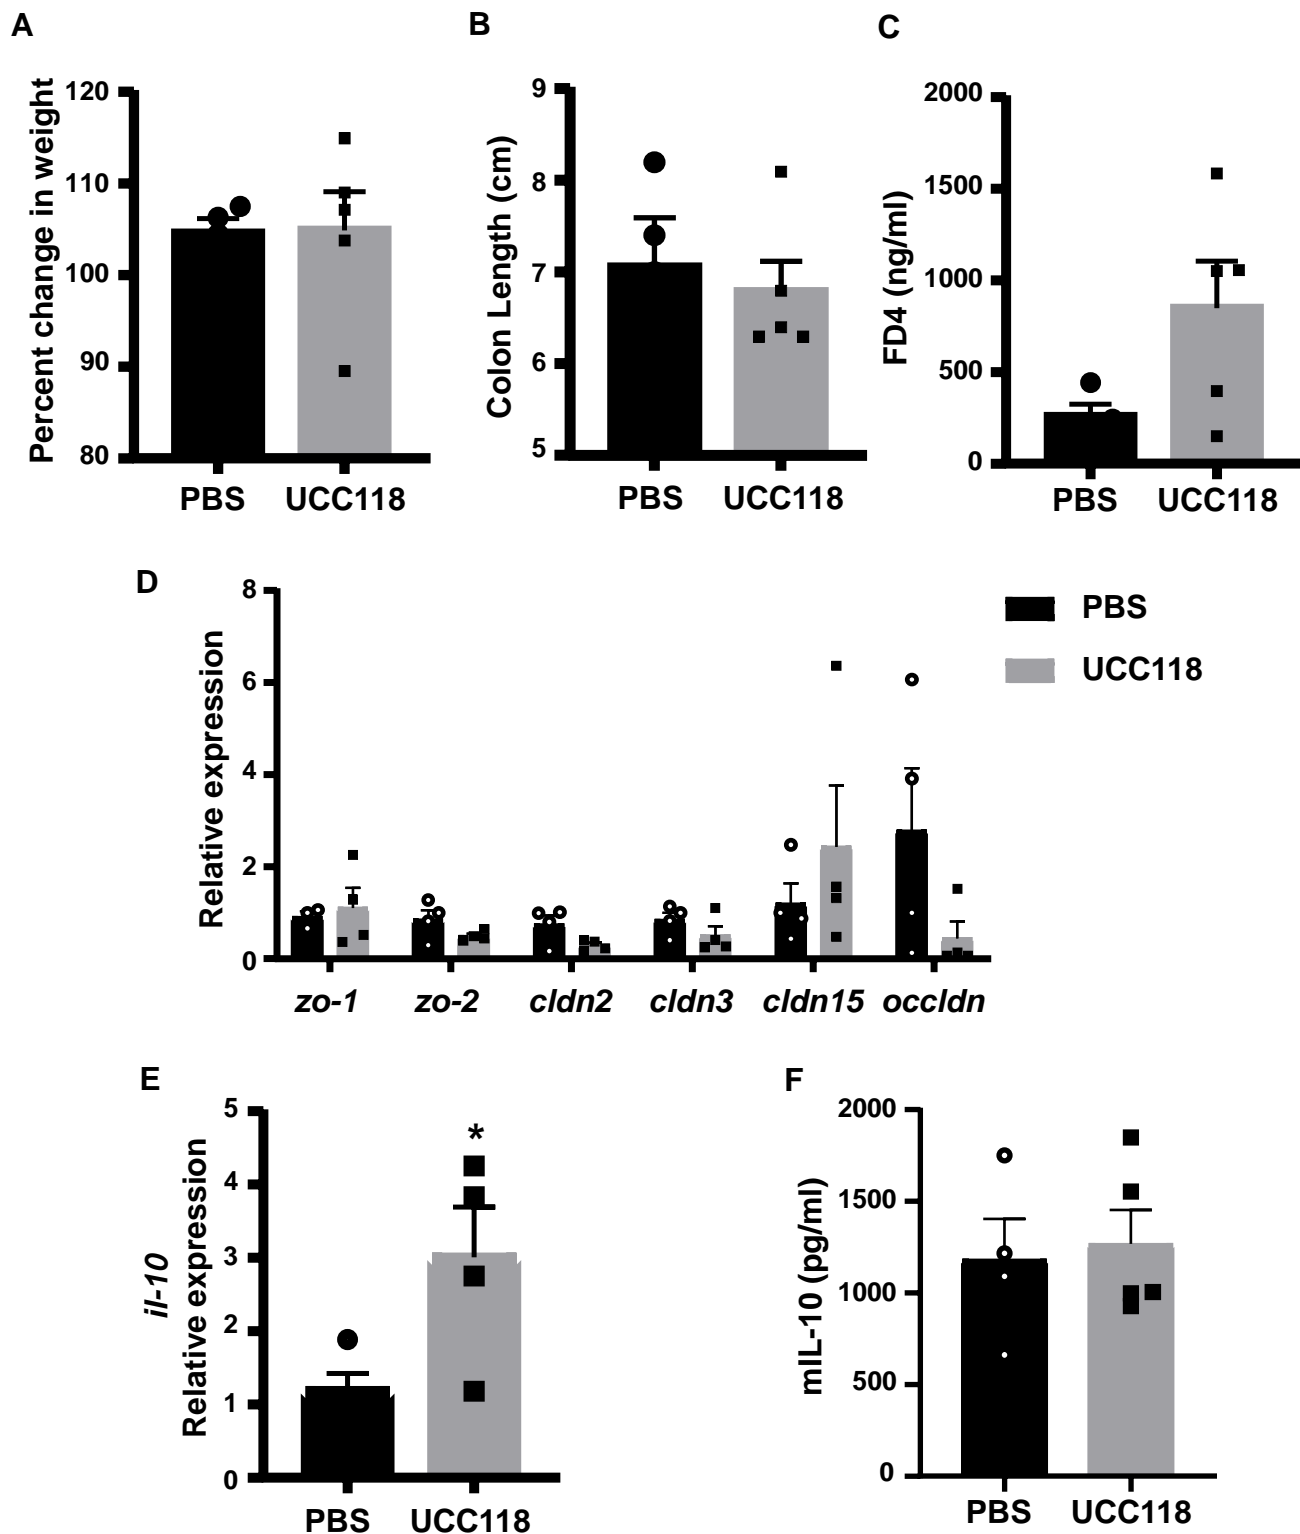 A
B
C
Percent change in weight
120
110
100
90
80
PBS
UCC118
Colon Length (cm)
9
8
7
6
5
PBS
UCC118
FD4 (ng/ml)
2000
1500
1000
500
0
PBS
UCC118
D
Relative expression
8
6
4
2
0
zo-1
zo-2
cldn2
cldn3
cldn15
occldn
PBS
UCC118
E
il-10
Relative expression
5
4
3
2
1
0
*
PBS
UCC118
F
mIL-10 (pg/ml)
2000
1500
1000
500
0
PBS
UCC118